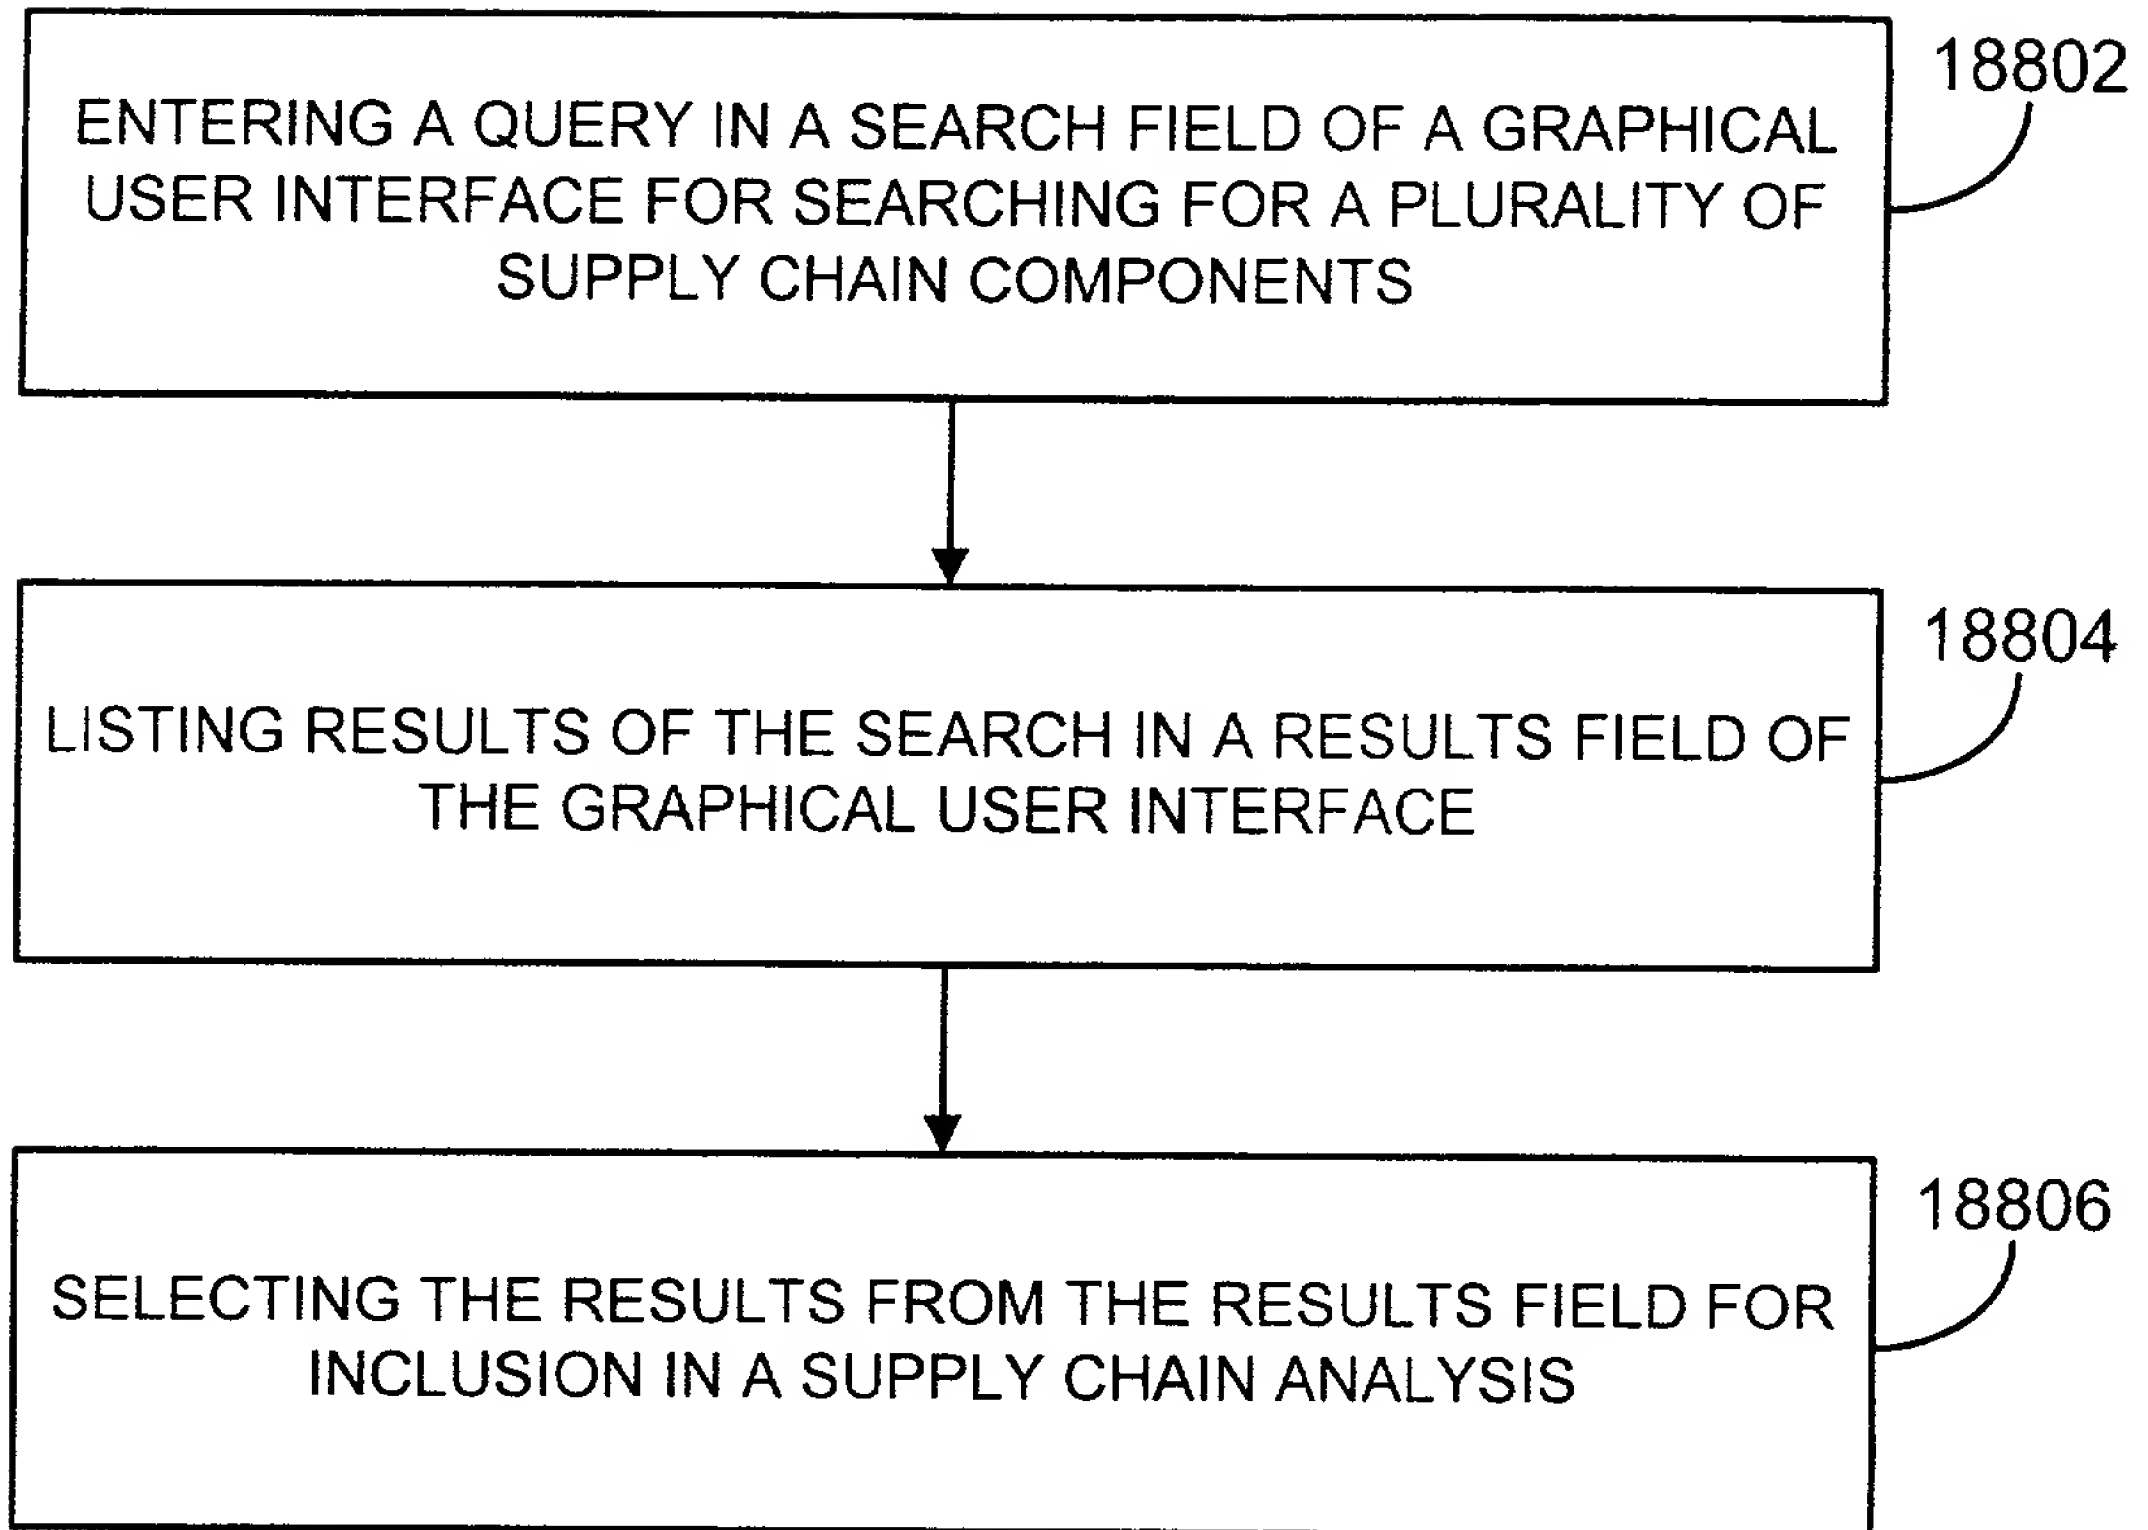 ENTERING A QUERY IN A SEARCH FIELD OF A GRAPHICAL
USER INTERFACE FOR SEARCHING FOR A PLURALITY OF
SUPPLY CHAIN COMPONENTS
18802
LISTING RESULTS OF THE SEARCH IN A RESULTS FIELD OF
THE GRAPHICAL USER INTERFACE
18804
SELECTING THE RESULTS FROM THE RESULTS FIELD FOR
INCLUSION IN A SUPPLY CHAIN ANALYSIS
18806